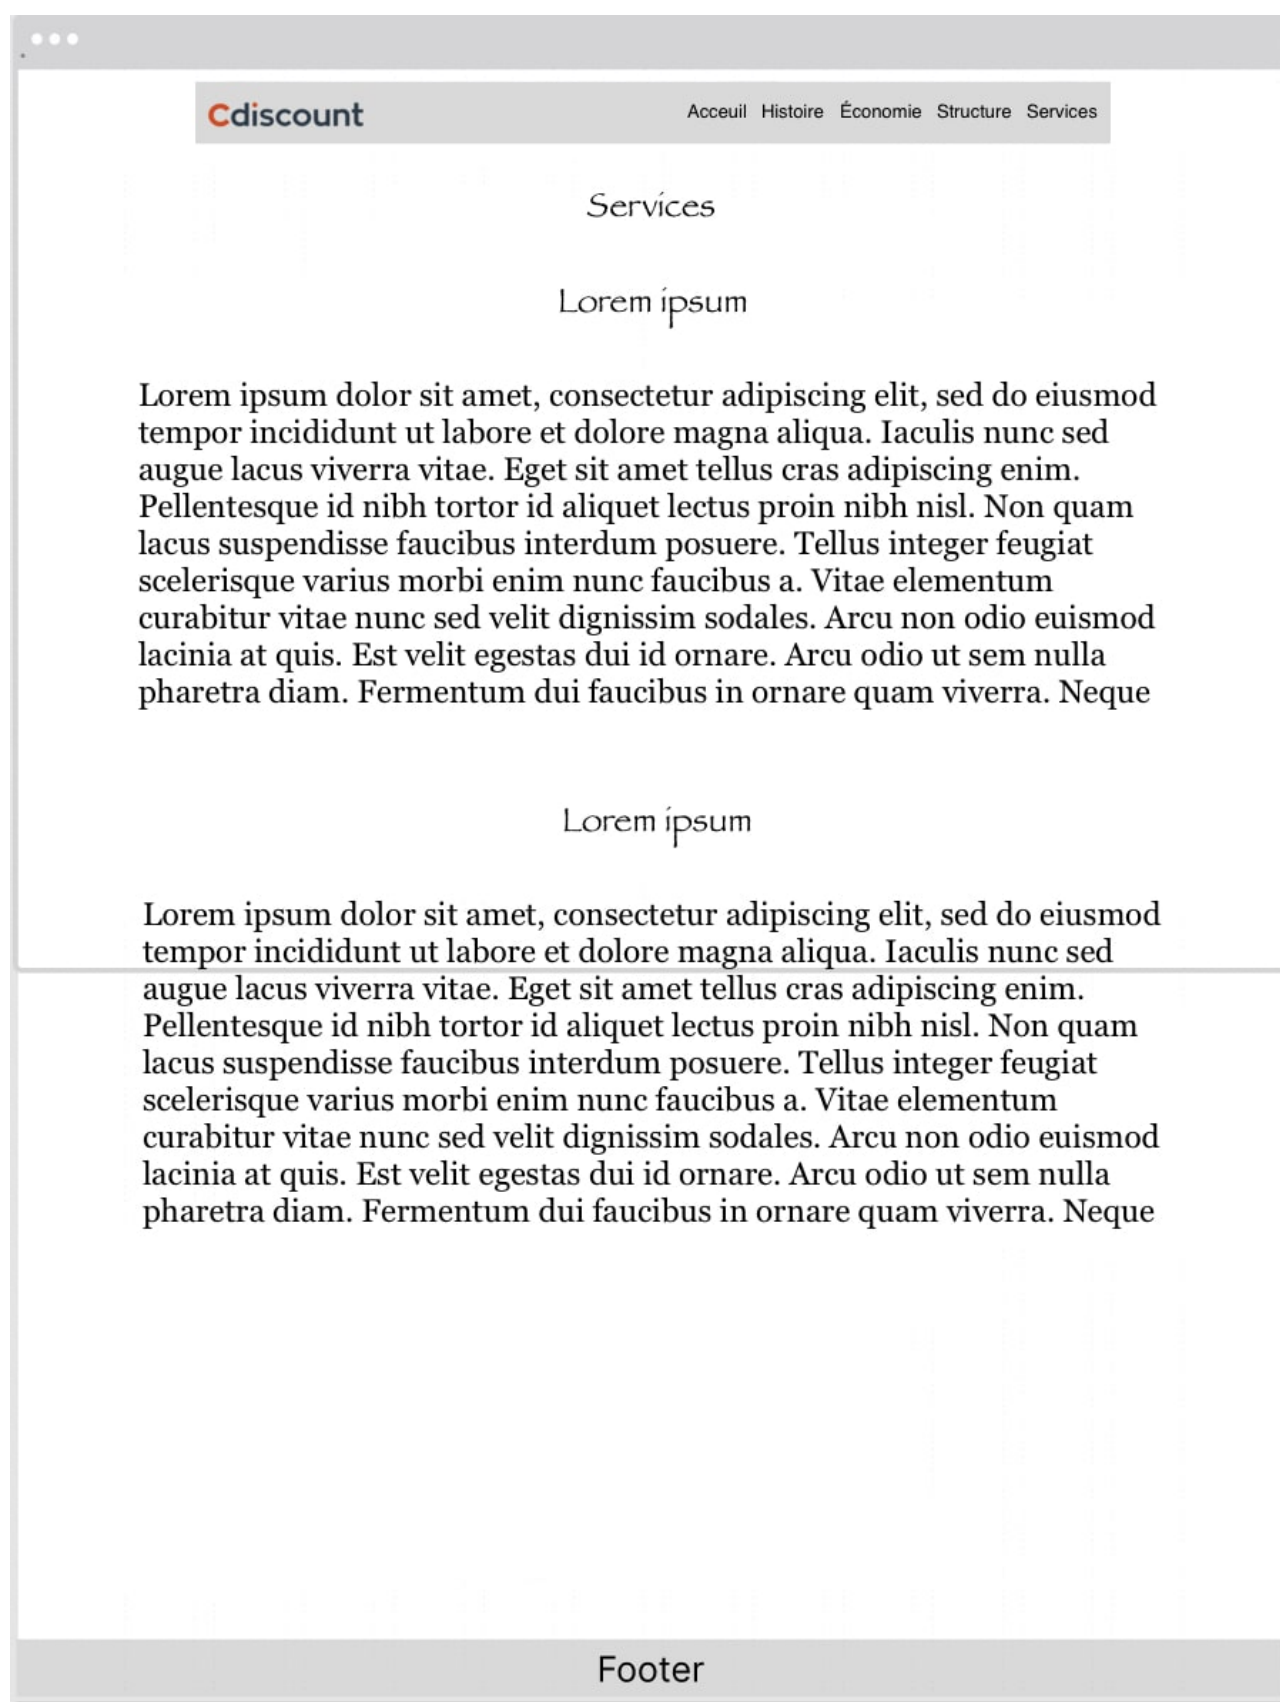 Cdiscount
Acceuil Histoire Économie Structure Services
Services
Lorem ipsum
Lorem ipsum dolor sit amet, consectetur adipiscing elit, sed do eiusmod
tempor incididunt ut labore et dolore magna aliqua. Iaculis nunc sed
augue lacus viverra vitae. Eget sit amet tellus cras adipiscing enim.
Pellentesque id nibh tortor id aliquet lectus proin nibh nisl. Non quam
lacus suspendisse faucibus interdum posuere. Tellus integer feugiat
scelerisque varius morbi enim nunc faucibus a. Vitae elementum
curabitur vitae nunc sed velit dignissim sodales. Arcu non odio euismod
lacinia at quis. Est velit egestas dui id ornare. Arcu odio ut sem nulla
pharetra diam. Fermentum dui faucibus in ornare quam viverra. Neque
Lorem ipsum
Lorem ipsum dolor sit amet, consectetur adipiscing elit, sed do eiusmod
tempor incididunt ut labore et dolore magna aliqua. Iaculis nunc sed
augue lacus viverra vitae. Eget sit amet tellus cras adipiscing enim.
Pellentesque id nibh tortor id aliquet lectus proin nibh nisl. Non quam
lacus suspendisse faucibus interdum posuere. Tellus integer feugiat
scelerisque varius morbi enim nunc faucibus a. Vitae elementum
curabitur vitae nunc sed velit dignissim sodales. Arcu non odio euismod
lacinia at quis. Est velit egestas dui id ornare. Arcu odio ut sem nulla
pharetra diam. Fermentum dui faucibus in ornare quam viverra. Neque
Footer